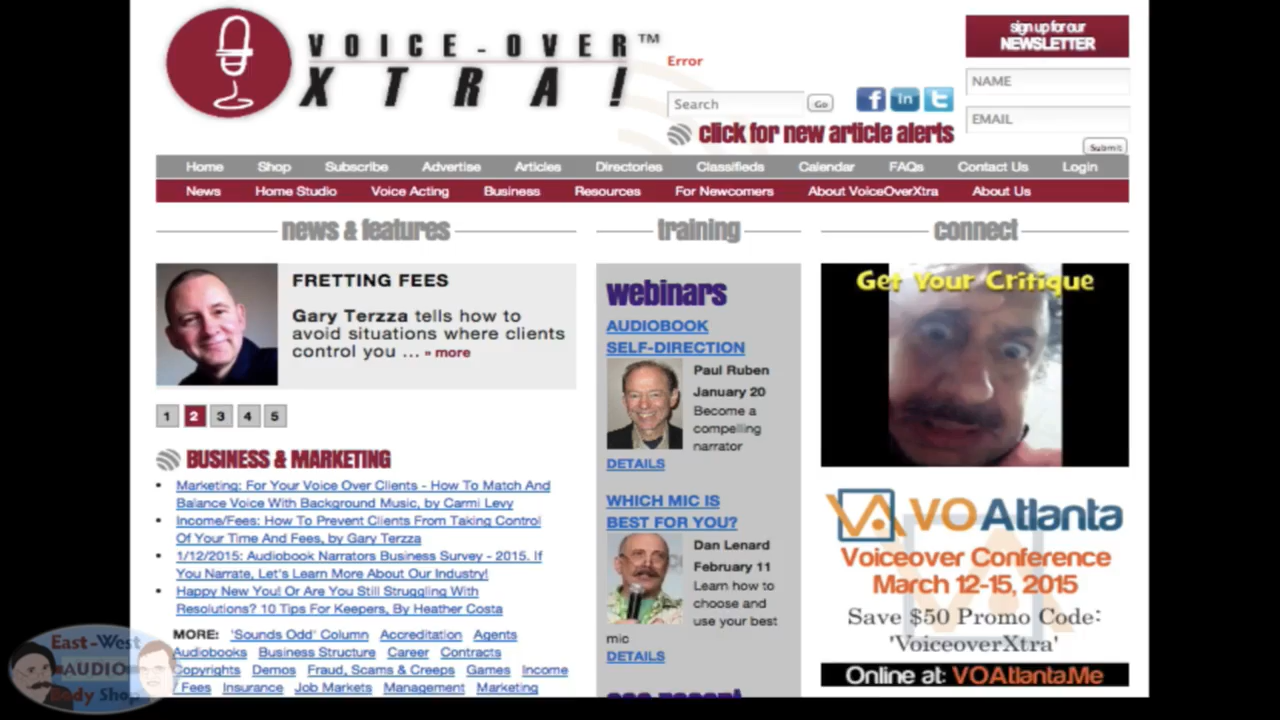 VOICE-OVER™
XTRA!
Error
Search
Go
click for new article alerts
sign up for our
NEWSLETTER
NAME
EMAIL
Submit
Home Shop Subscribe Advertise Articles Directories Classifieds Calendar FAQs Contact Us Login
News Home Studio Voice Acting Business Resources For Newcomers About VoiceOverXtra About Us
news & features
FRETTING FEES
Gary Terzza tells how to
avoid situations where clients
control you ... » more
1 2 3 4 5
BUSINESS & MARKETING
• Marketing: For Your Voice Over Clients - How To Match And
Balance Voice With Background Music, by Carmi Levy
• Income/Fees: How To Prevent Clients From Taking Control
Of Your Time And Fees, by Gary Terzza
• 1/12/2015: Audiobook Narrators Business Survey - 2015. If
You Narrate, Let's Learn More About Our Industry!
• Happy New You! Or Are You Still Struggling With
Resolutions? 10 Tips For Keepers, By Heather Costa
MORE: 'Sounds Odd' Column Accreditation Agents
Audiobooks Business Structure Career Contracts
Copyrights Demos Fraud, Scams & Creeps Games Income
/ Fees Insurance Job Markets Management Marketing
training
webinars
AUDIOBOOK
SELF-DIRECTION
Paul Ruben
January 20
Become a
compelling
narrator
DETAILS
WHICH MIC IS
BEST FOR YOU?
Dan Lenard
February 11
Learn how to
choose and
use your best
mic
DETAILS
connect
Get Your Critique
VA VOAtlanta
Voiceover Conference
March 12-15, 2015
Save $50 Promo Code:
'VoiceoverXtra'
Online at: VOAtlanta.Me
East-West
AUDIO
Body Shop